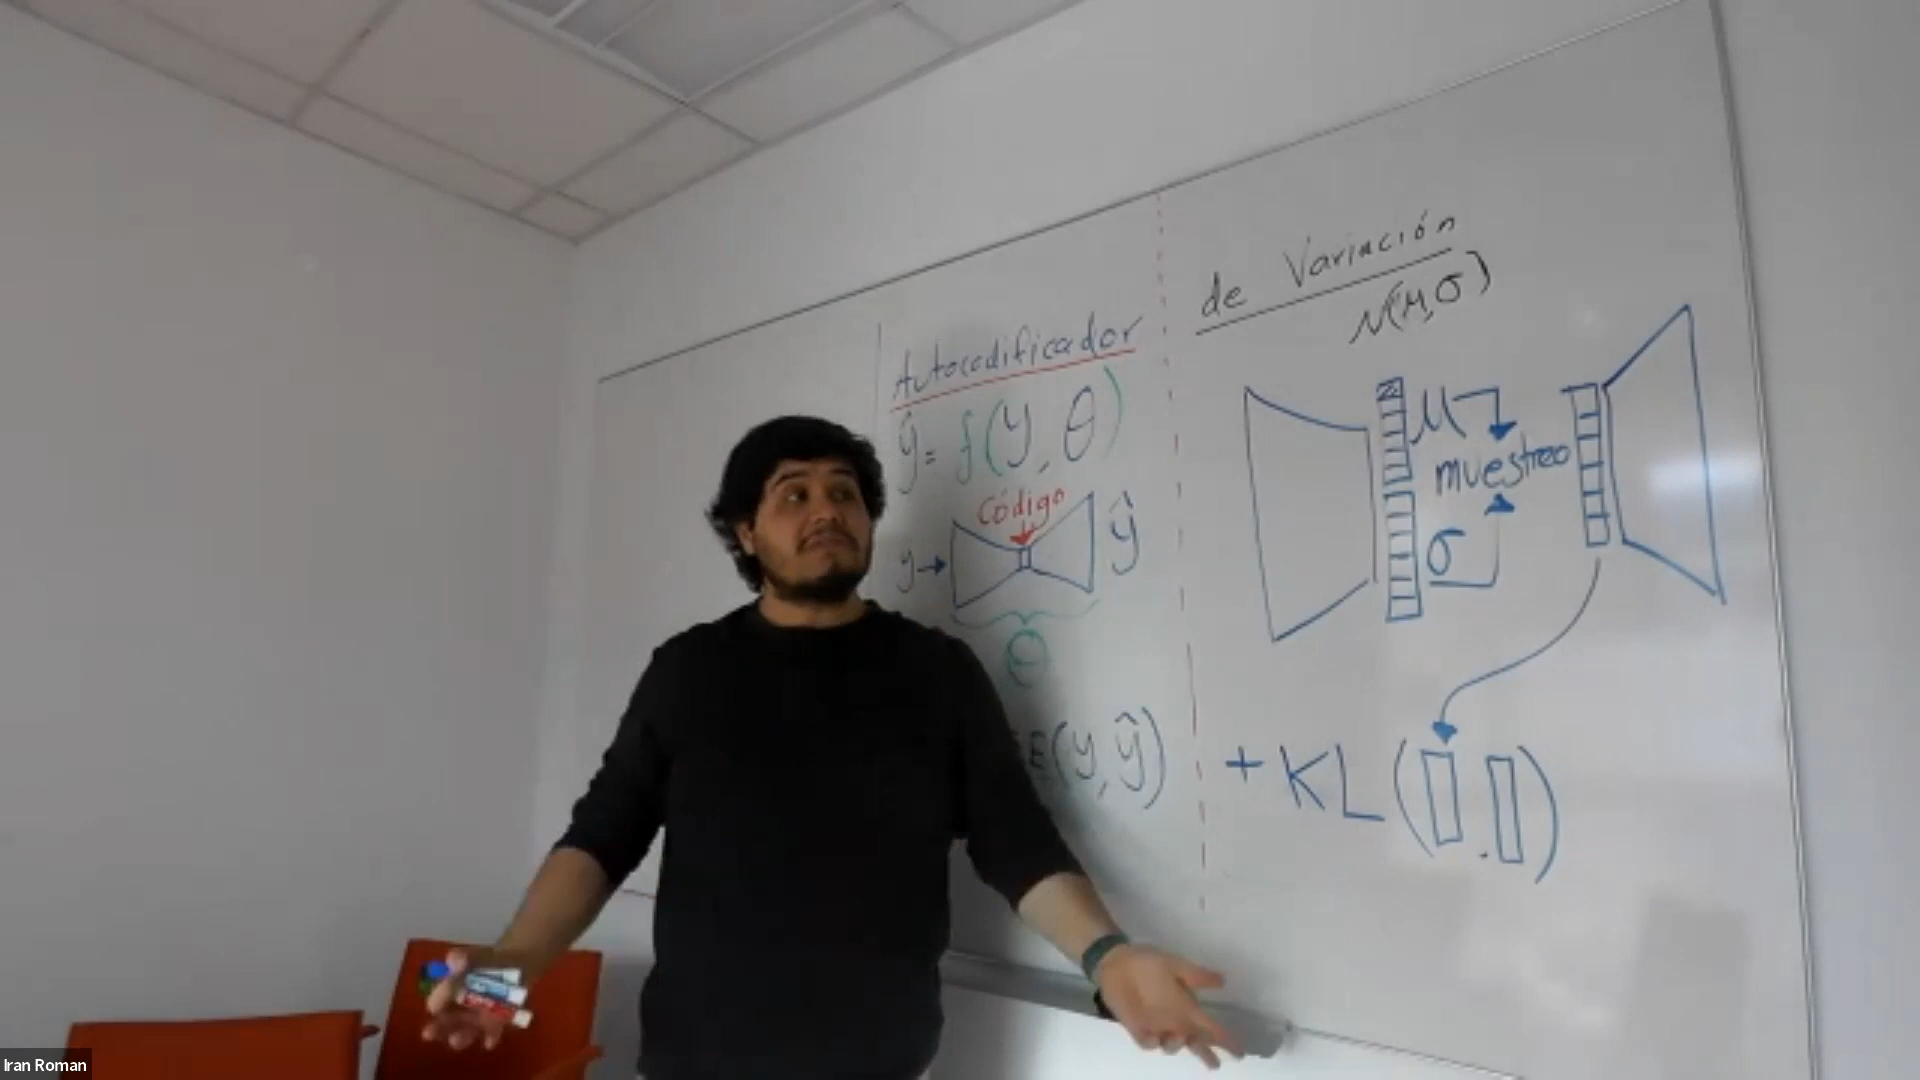 Autocodificador
ŷ = f(y, θ)
Código
y → ŷ
θ
E(y, ŷ)
de Variación
N(μ, σ)
μ
muestreo
σ
+ KL( , )
Iran Roman